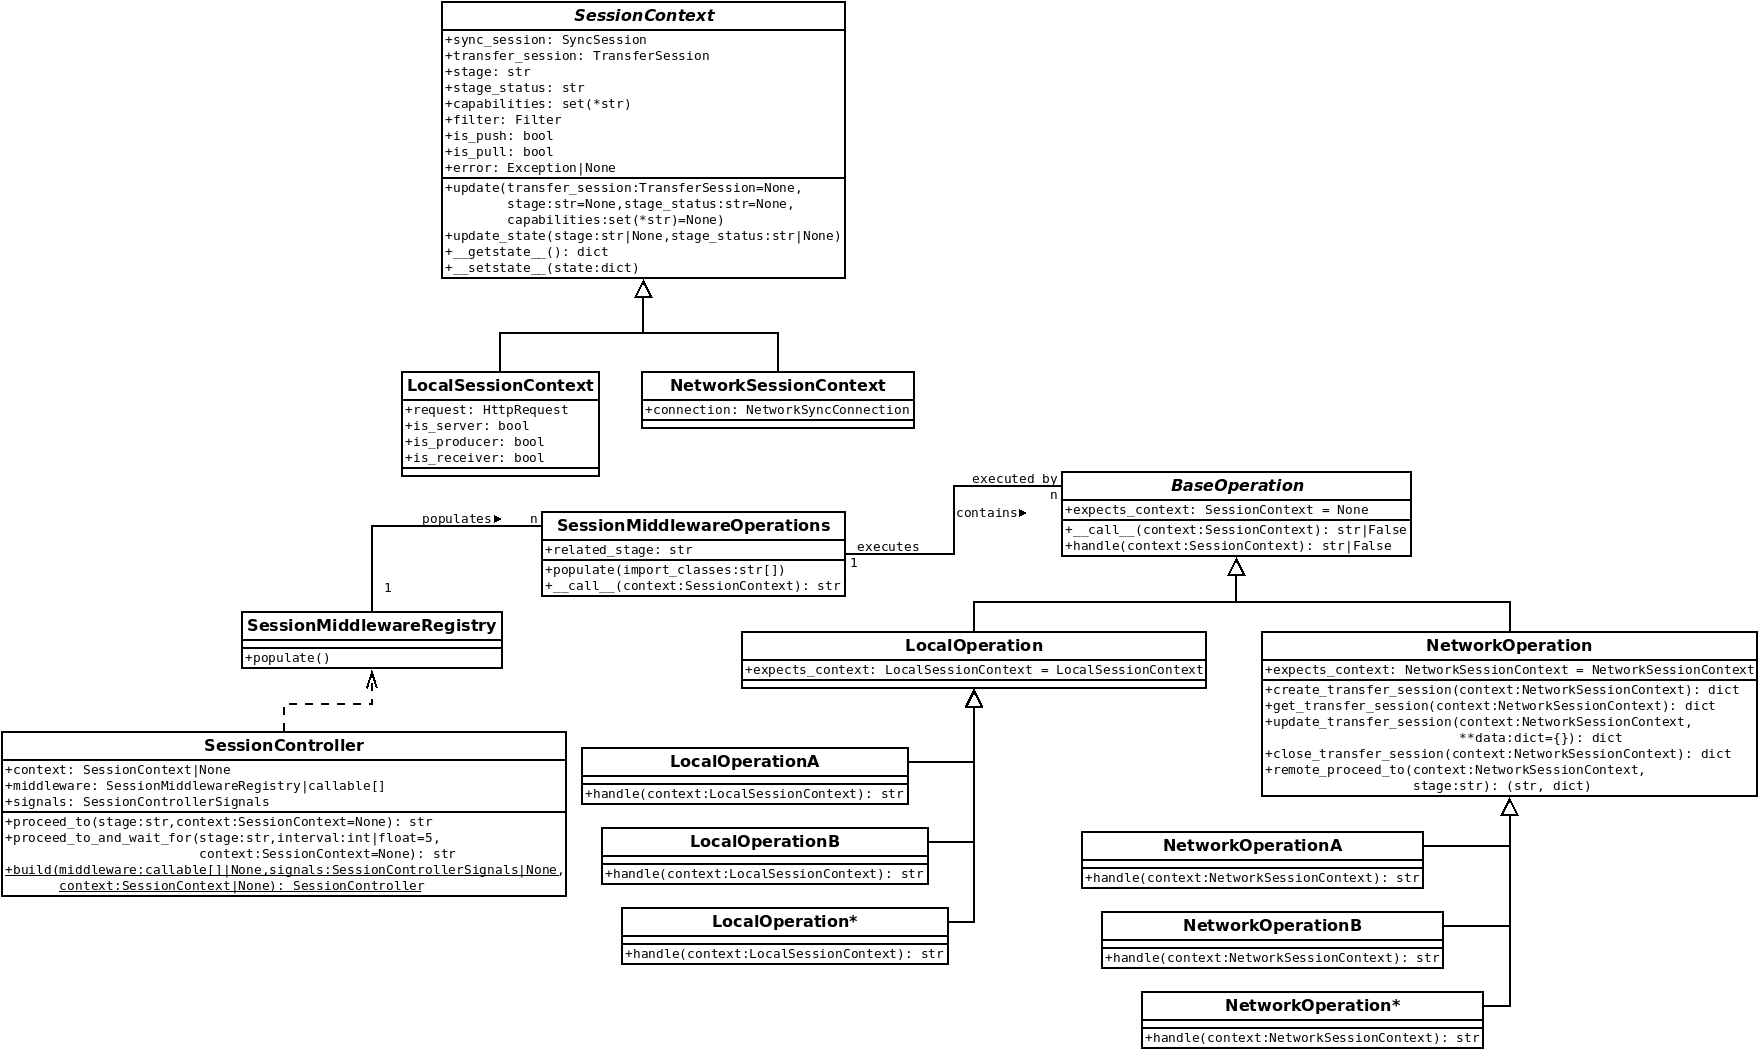 SessionContext
+sync_session: SyncSession
+transfer_session: TransferSession
+stage: str
+stage_status: str
+capabilities: set(*str)
+filter: Filter
+is_push: bool
+is_pull: bool
+error: Exception|None
+update(transfer_session:TransferSession=None,
stage:str=None,stage_status:str=None,
capabilities:set(*str)=None)
+update_state(stage:str|None,stage_status:str|None)
+__getstate__(): dict
+__setstate__(state:dict)
LocalSessionContext
+request: HttpRequest
+is_server: bool
+is_producer: bool
+is_receiver: bool
NetworkSessionContext
+connection: NetworkSyncConnection
populates►
n
1
SessionMiddlewareOperations
+related_stage: str
+populate(import_classes:str[])
+__call__(context:SessionContext): str
executes
1
executed by
n
contains►
BaseOperation
+expects_context: SessionContext = None
+__call__(context:SessionContext): str|False
+handle(context:SessionContext): str|False
SessionMiddlewareRegistry
+populate()
SessionController
+context: SessionContext|None
+middleware: SessionMiddlewareRegistry|callable[]
+signals: SessionControllerSignals
+proceed_to(stage:str,context:SessionContext=None): str
+proceed_to_and_wait_for(stage:str,interval:int|float=5,
context:SessionContext=None): str
+build(middleware:callable[]|None,signals:SessionControllerSignals|None,
context:SessionContext|None): SessionController
LocalOperation
+expects_context: LocalSessionContext = LocalSessionContext
LocalOperationA
+handle(context:LocalSessionContext): str
LocalOperationB
+handle(context:LocalSessionContext): str
LocalOperation*
+handle(context:LocalSessionContext): str
NetworkOperation
+expects_context: NetworkSessionContext = NetworkSessionContext
+create_transfer_session(context:NetworkSessionContext): dict
+get_transfer_session(context:NetworkSessionContext): dict
+update_transfer_session(context:NetworkSessionContext,
**data:dict={}): dict
+close_transfer_session(context:NetworkSessionContext): dict
+remote_proceed_to(context:NetworkSessionContext,
stage:str): (str, dict)
NetworkOperationA
+handle(context:NetworkSessionContext): str
NetworkOperationB
+handle(context:NetworkSessionContext): str
NetworkOperation*
+handle(context:NetworkSessionContext): str